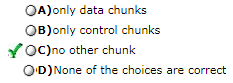 A)only data chunks
B)only control chunks
C)no other chunk
D)None of the choices are correct